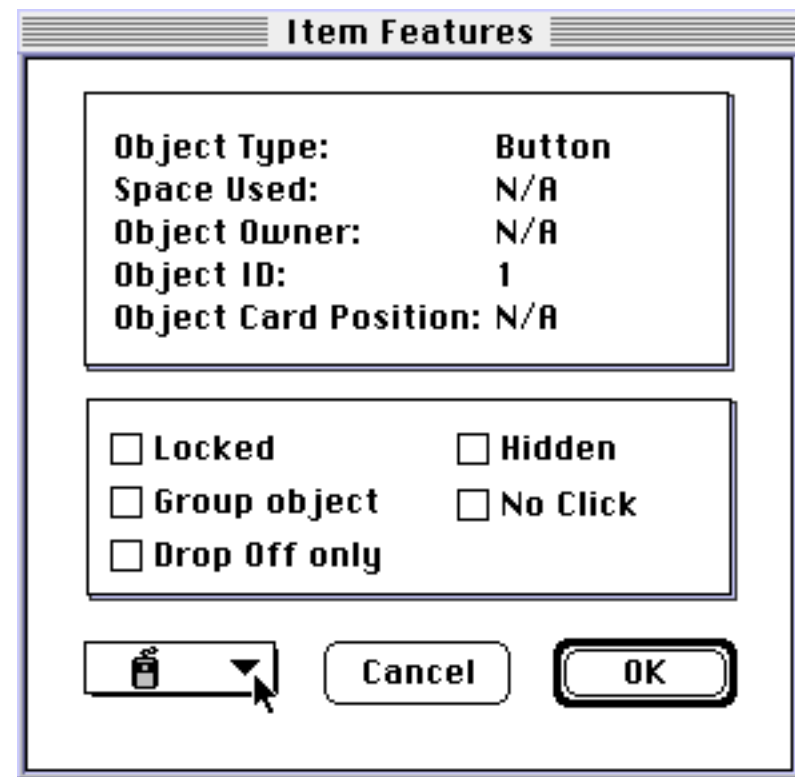 Item Features
Object Type: Button
Space Used: N/A
Object Owner: N/A
Object ID: 1
Object Card Position: N/A
Locked Hidden
Group object No Click
Drop Off only
Cancel OK